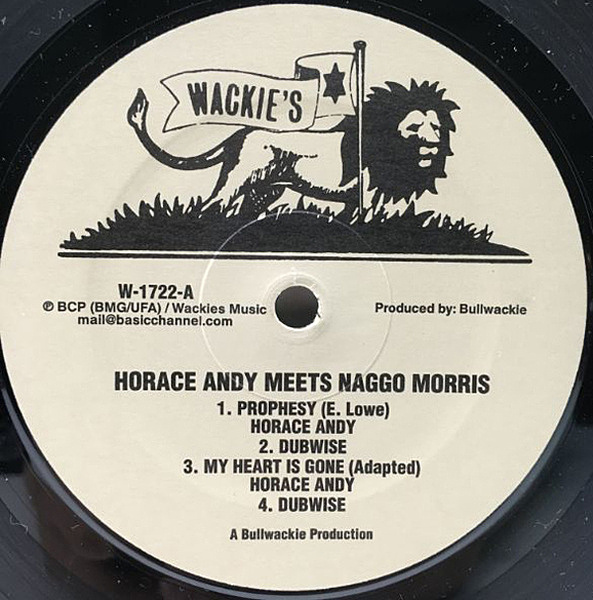 WACKIE'S
W-1722-A
℗ BCP (BMG/UFA) / Wackies Music
mail@basicchannel.com
Produced by: Bullwackie
HORACE ANDY MEETS NAGGO MORRIS
1. PROPHESY (E. Lowe)
HORACE ANDY
2. DUBWISE
3. MY HEART IS GONE (Adapted)
HORACE ANDY
4. DUBWISE
A Bullwackie Production